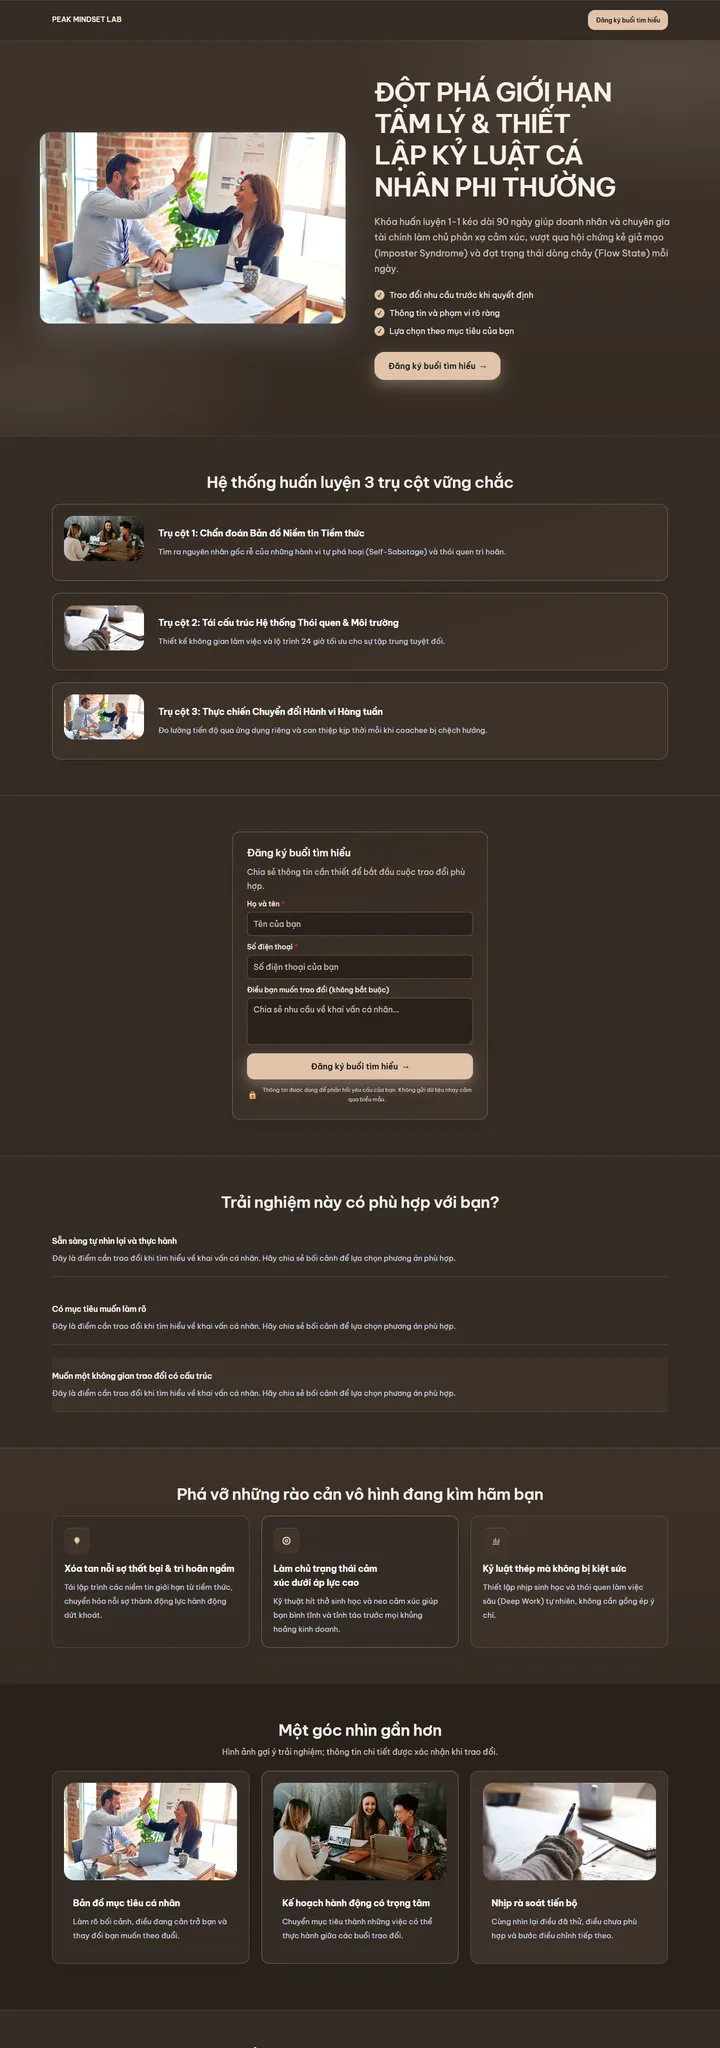 PEAK MINDSET LAB
Đăng ký buổi tìm hiểu
ĐỘT PHÁ GIỚI HẠN
TÂM LÝ & THIẾT
LẬP KỶ LUẬT CÁ
NHÂN PHI THƯỜNG
Khóa huấn luyện 1-1 kéo dài 90 ngày giúp doanh nhân và chuyên gia
tài chính làm chủ phản xạ cảm xúc, vượt qua hội chứng kẻ giả mạo
(Imposter Syndrome) và đạt trạng thái dòng chảy (Flow State) mỗi
ngày.
✓ Trao đổi nhu cầu trước khi quyết định
✓ Thông tin và phạm vi rõ ràng
✓ Lựa chọn theo mục tiêu của bạn
Đăng ký buổi tìm hiểu →
Hệ thống huấn luyện 3 trụ cột vững chắc
Trụ cột 1: Chẩn đoán Bản đồ Niềm tin Tiềm thức
Tìm ra nguyên nhân gốc rễ của những hành vi tự phá hoại (Self-Sabotage) và thói quen trì hoãn.
Trụ cột 2: Tái cấu trúc Hệ thống Thói quen & Môi trường
Thiết kế không gian làm việc và lộ trình 24 giờ tối ưu cho sự tập trung tuyệt đối.
Trụ cột 3: Thực chiến Chuyển đổi Hành vi Hàng tuần
Đo lường tiến độ qua ứng dụng riêng và can thiệp kịp thời mỗi khi coachee bị chệch hướng.
Đăng ký buổi tìm hiểu
Chia sẻ thông tin cần thiết để bắt đầu cuộc trao đổi phù
hợp.
Họ và tên *
Tên của bạn
Số điện thoại *
Số điện thoại của bạn
Điều bạn muốn trao đổi (không bắt buộc)
Chia sẻ nhu cầu về khai vấn cá nhân...
Đăng ký buổi tìm hiểu →
Thông tin được dùng để phản hồi yêu cầu của bạn. Không gửi dữ liệu nhạy cảm
qua biểu mẫu.
Trải nghiệm này có phù hợp với bạn?
Sẵn sàng tự nhìn lại và thực hành
Đây là điểm cần trao đổi khi tìm hiểu về khai vấn cá nhân. Hãy chia sẻ bối cảnh để lựa chọn phương án phù hợp.
Có mục tiêu muốn làm rõ
Đây là điểm cần trao đổi khi tìm hiểu về khai vấn cá nhân. Hãy chia sẻ bối cảnh để lựa chọn phương án phù hợp.
Muốn một không gian trao đổi có cấu trúc
Đây là điểm cần trao đổi khi tìm hiểu về khai vấn cá nhân. Hãy chia sẻ bối cảnh để lựa chọn phương án phù hợp.
Phá vỡ những rào cản vô hình đang kìm hãm bạn
Xóa tan nỗi sợ thất bại & trì hoãn ngầm
Tái lập trình các niềm tin giới hạn từ tiềm thức,
chuyển hóa nỗi sợ thành động lực hành động
dứt khoát.
Làm chủ trạng thái cảm
xúc dưới áp lực cao
Kỹ thuật hít thở sinh học và neo cảm xúc giúp
bạn bình tĩnh và tỉnh táo trước mọi khủng
hoảng kinh doanh.
Kỷ luật thép mà không bị kiệt sức
Thiết lập nhịp sinh học và thói quen làm việc
sâu (Deep Work) tự nhiên, không cần gồng ép ý
chí.
Một góc nhìn gần hơn
Hình ảnh gợi ý trải nghiệm; thông tin chi tiết được xác nhận khi trao đổi.
Bản đồ mục tiêu cá nhân
Làm rõ bối cảnh, điều đang cản trở bạn và
thay đổi bạn muốn theo đuổi.
Kế hoạch hành động có trọng tâm
Chuyển mục tiêu thành những việc có thể
thực hành giữa các buổi trao đổi.
Nhịp rà soát tiến bộ
Cùng nhìn lại điều đã thử, điều chưa phù
hợp và bước điều chỉnh tiếp theo.